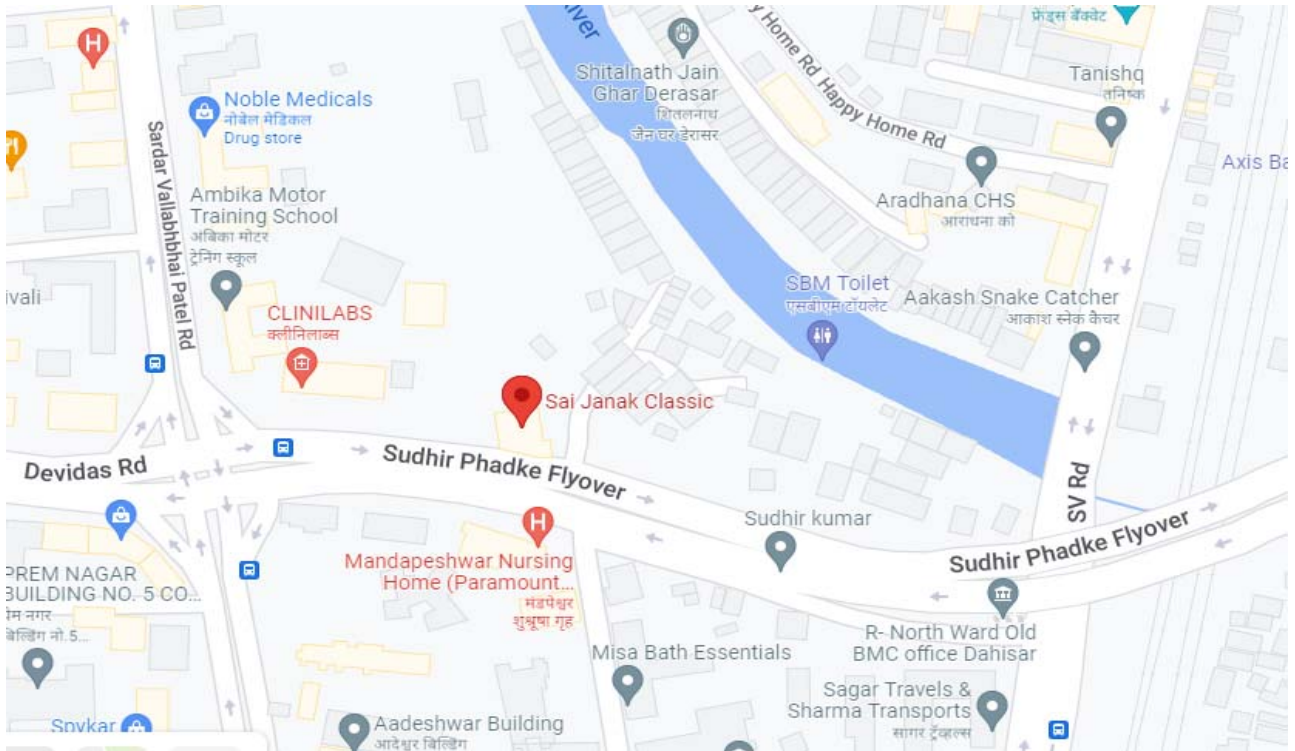 River
Shitalnath Jain
Ghar Derasar
शितलनाथ
जैन घर डेरासर
y Home Rd
Happy Home Rd
फ्रेंड्स बँक्वेट
Tanishq
तनिष्क
Axis Ba
Aradhana CHS
आराधना को
Noble Medicals
नोबेल मेडिकल
Drug store
Sardar Vallabhbhai Patel Rd
Ambika Motor
Training School
अंबिका मोटर
ट्रेनिंग स्कूल
ivali
CLINILABS
क्लीनिलाब्स
SBM Toilet
एसबीएम टॉयलेट
Aakash Snake Catcher
आकाश स्नेक कैचर
Sai Janak Classic
Devidas Rd
Sudhir Phadke Flyover
SV Rd
Sudhir kumar
Sudhir Phadke Flyover
Mandapeshwar Nursing
Home (Paramount...
मंडपेश्वर
शुश्रूषा गृह
PREM NAGAR
BUILDING NO. 5 CO...
प्रेम नगर
बिल्डिंग नो.5...
R- North Ward Old
BMC office Dahisar
Misa Bath Essentials
Sagar Travels &
Sharma Transports
सागर ट्रॅव्हल्स
Spykar
Aadeshwar Building
आदेश्वर बिल्डिंग
H
H